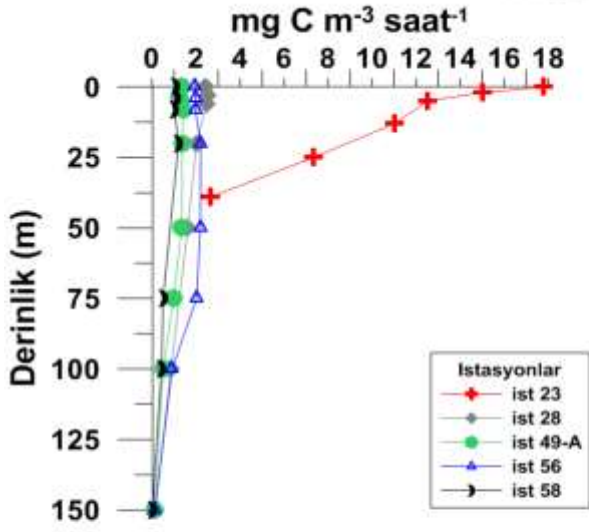 mg C m⁻³ saat⁻¹
0 2 4 6 8 10 12 14 16 18
Derinlik (m)
0
25
50
75
100
125
150
Istasyonlar
ist 23
ist 28
ist 49-A
ist 56
ist 58